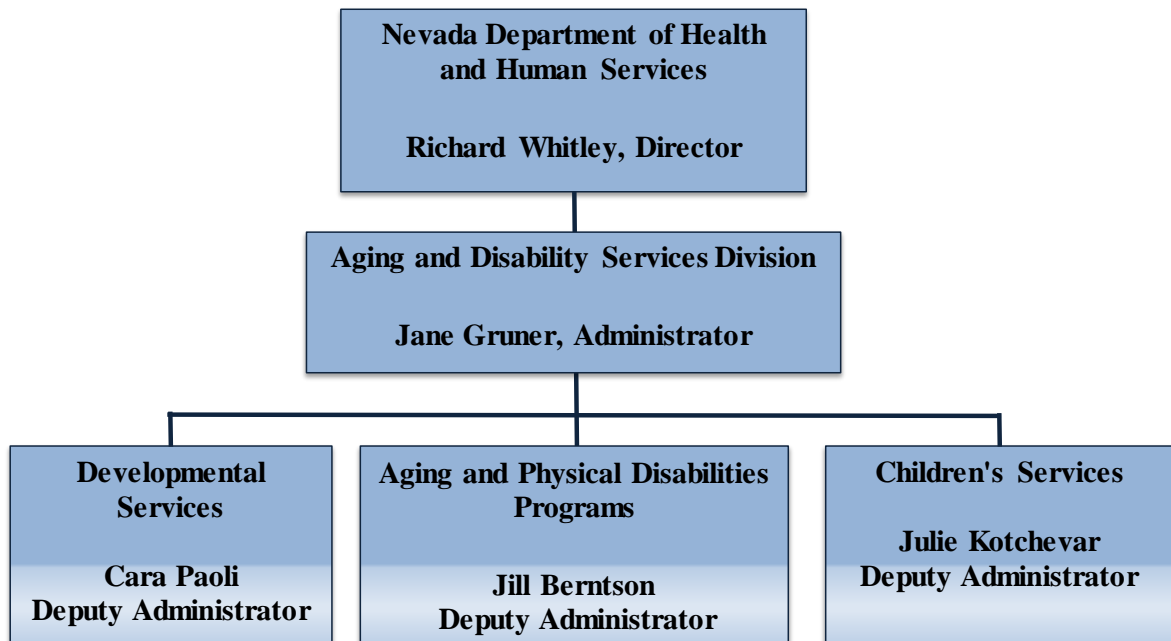 Nevada Department of Health
and Human Services
Richard Whitley, Director
Aging and Disability Services Division
Jane Gruner, Administrator
Developmental
Services
Cara Paoli
Deputy Administrator
Aging and Physical Disabilities
Programs
Jill Berntson
Deputy Administrator
Children's Services
Julie Kotchevar
Deputy Administrator